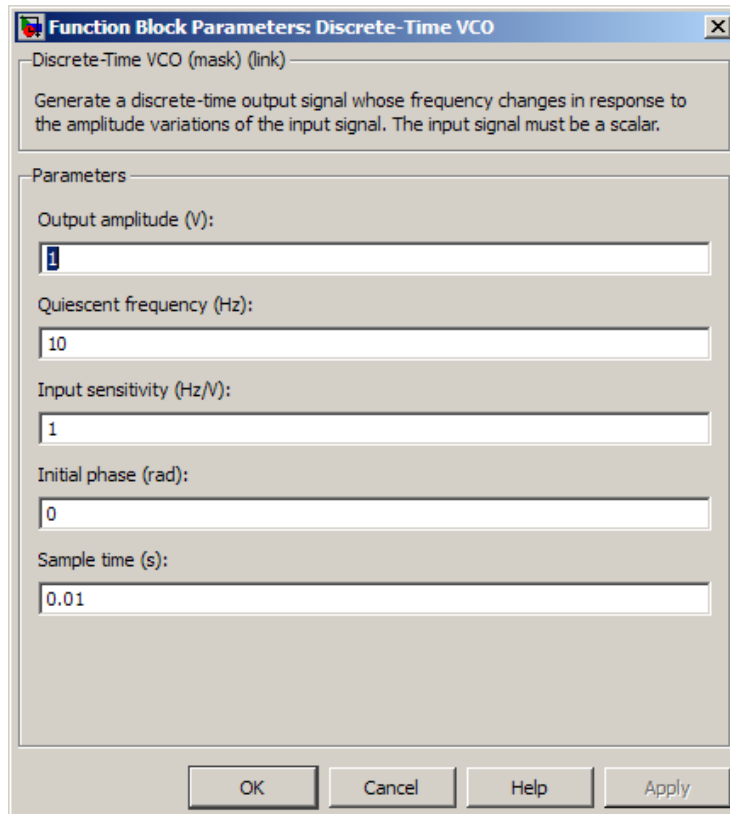 Function Block Parameters: Discrete-Time VCO
Discrete-Time VCO (mask) (link)
Generate a discrete-time output signal whose frequency changes in response to
the amplitude variations of the input signal. The input signal must be a scalar.
Parameters
Output amplitude (V):
1
Quiescent frequency (Hz):
10
Input sensitivity (Hz/V):
1
Initial phase (rad):
0
Sample time (s):
0.01
OK Cancel Help Apply